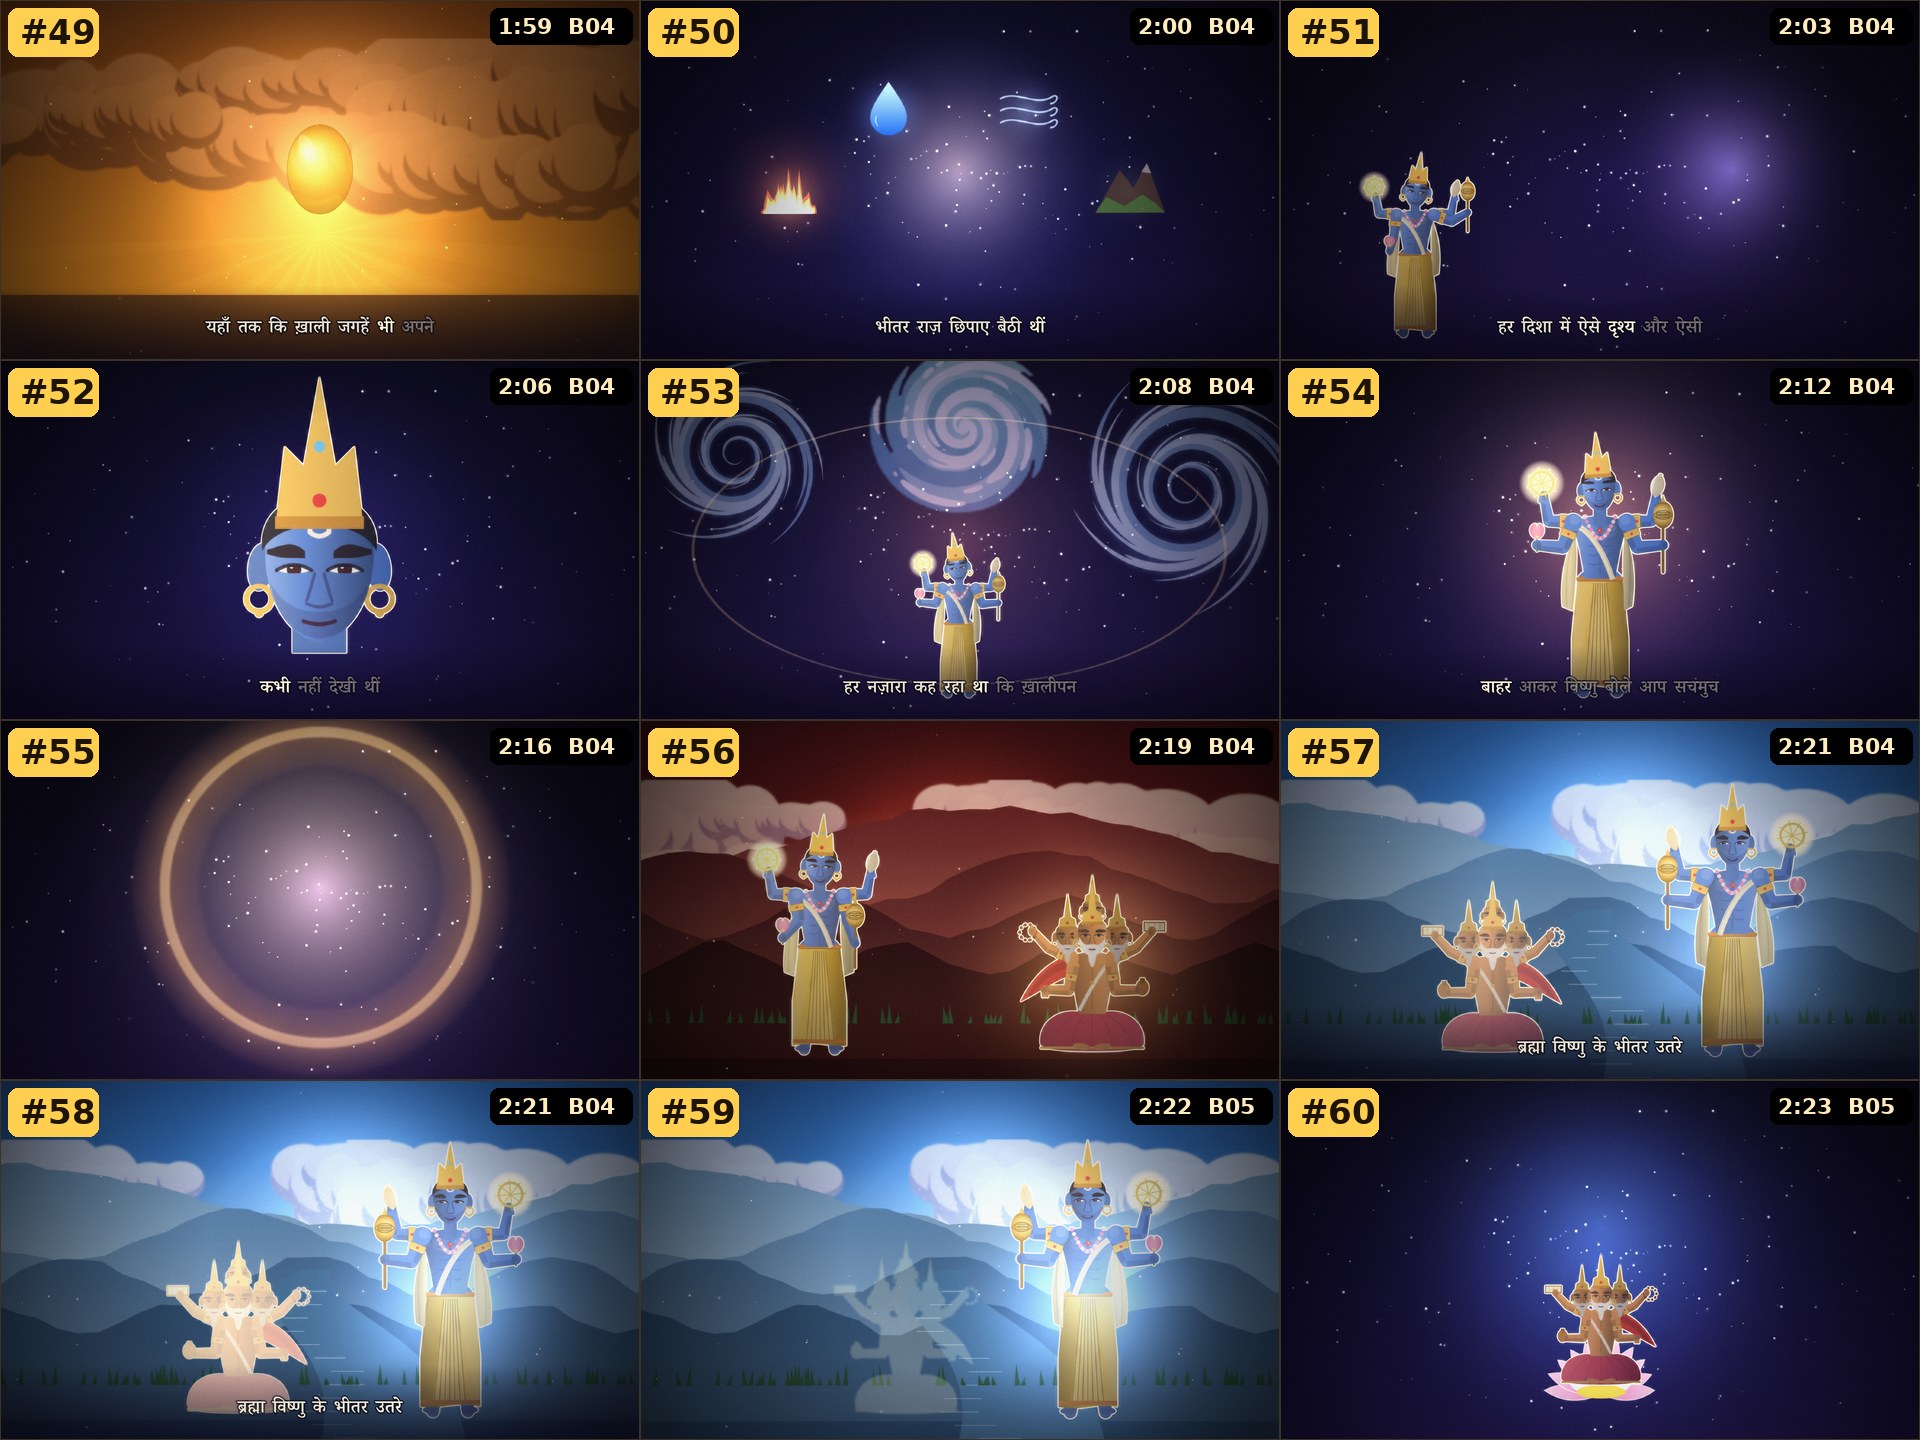 #49
1:59 B04
यहाँ तक कि ख़ाली जगहें भी अपने
#50
2:00 B04
भीतर राज़ छिपाए बैठी थीं
#51
2:03 B04
हर दिशा में ऐसे दृश्य और ऐसी
#52
2:06 B04
कभी नहीं देखी थीं
#53
2:08 B04
हर नज़ारा कह रहा था कि ख़ालीपन
#54
2:12 B04
बाहर आकर विष्णु बोले आप सचमुच
#55
2:16 B04
#56
2:19 B04
#57
2:21 B04
ब्रह्मा विष्णु के भीतर उतरे
#58
2:21 B04
ब्रह्मा विष्णु के भीतर उतरे
#59
2:22 B05
#60
2:23 B05